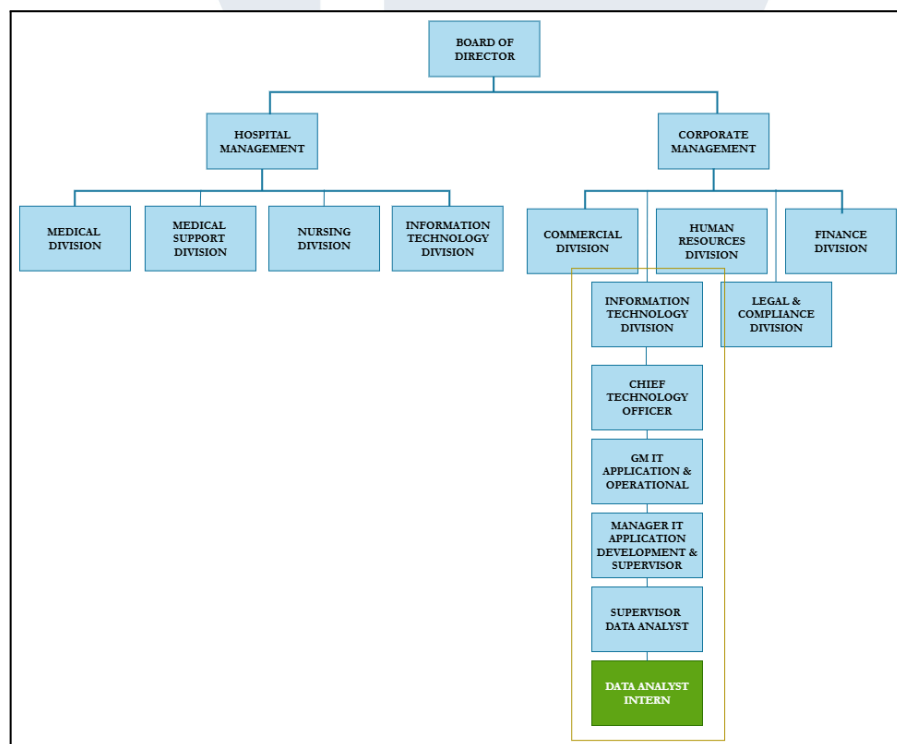 BOARD OF
DIRECTOR
HOSPITAL
MANAGEMENT
CORPORATE
MANAGEMENT
MEDICAL
DIVISION
MEDICAL
SUPPORT
DIVISION
NURSING
DIVISION
INFORMATION
TECHNOLOGY
DIVISION
COMMERCIAL
DIVISION
HUMAN
RESOURCES
DIVISION
FINANCE
DIVISION
INFORMATION
TECHNOLOGY
DIVISION
LEGAL &
COMPLIANCE
DIVISION
CHIEF
TECHNOLOGY
OFFICER
GM IT
APPLICATION &
OPERATIONAL
MANAGER IT
APPLICATION
DEVELOPMENT &
SUPERVISOR
SUPERVISOR
DATA ANALYST
DATA ANALYST
INTERN